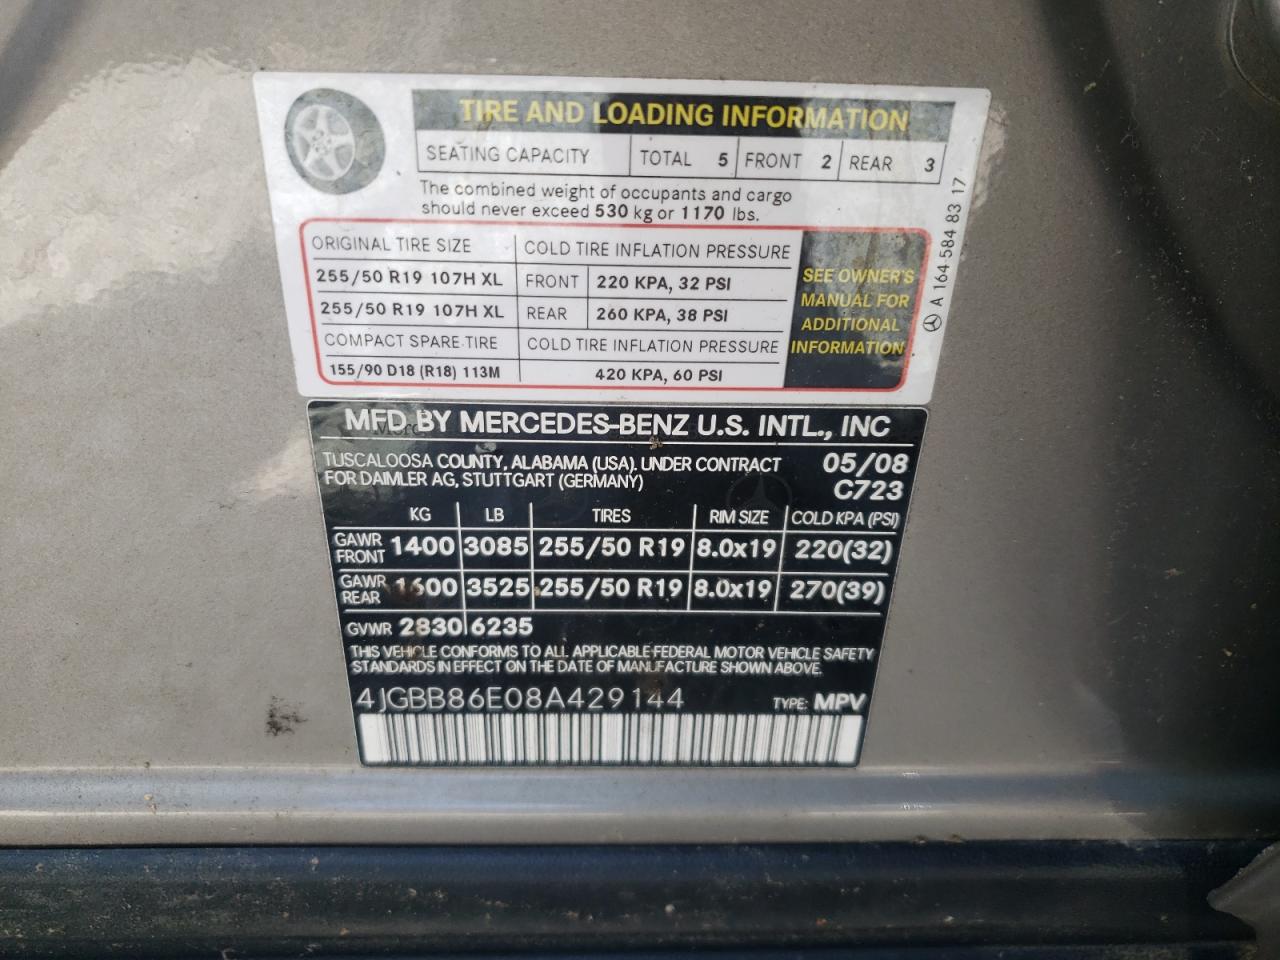 TIRE AND LOADING INFORMATION
SEATING CAPACITY TOTAL 5 FRONT 2 REAR 3
The combined weight of occupants and cargo
should never exceed 530 kg or 1170 lbs.
ORIGINAL TIRE SIZE COLD TIRE INFLATION PRESSURE
255/50 R19 107H XL FRONT 220 KPA, 32 PSI
255/50 R19 107H XL REAR 260 KPA, 38 PSI
COMPACT SPARE TIRE COLD TIRE INFLATION PRESSURE
155/90 D18 (R18) 113M 420 KPA, 60 PSI
SEE OWNER'S
MANUAL FOR
ADDITIONAL
INFORMATION
A 164 584 83 17
MFD BY MERCEDES-BENZ U.S. INTL., INC
TUSCALOOSA COUNTY, ALABAMA (USA). UNDER CONTRACT 05/08
FOR DAIMLER AG, STUTTGART (GERMANY) C723
KG LB TIRES RIM SIZE COLD KPA (PSI)
GAWR FRONT 1400 3085 255/50 R19 8.0x19 220(32)
GAWR REAR 1600 3525 255/50 R19 8.0x19 270(39)
GVWR 2830 6235
THIS VEHICLE CONFORMS TO ALL APPLICABLE FEDERAL MOTOR VEHICLE SAFETY
STANDARDS IN EFFECT ON THE DATE OF MANUFACTURE SHOWN ABOVE.
4JGBB86E08A429144 TYPE: MPV